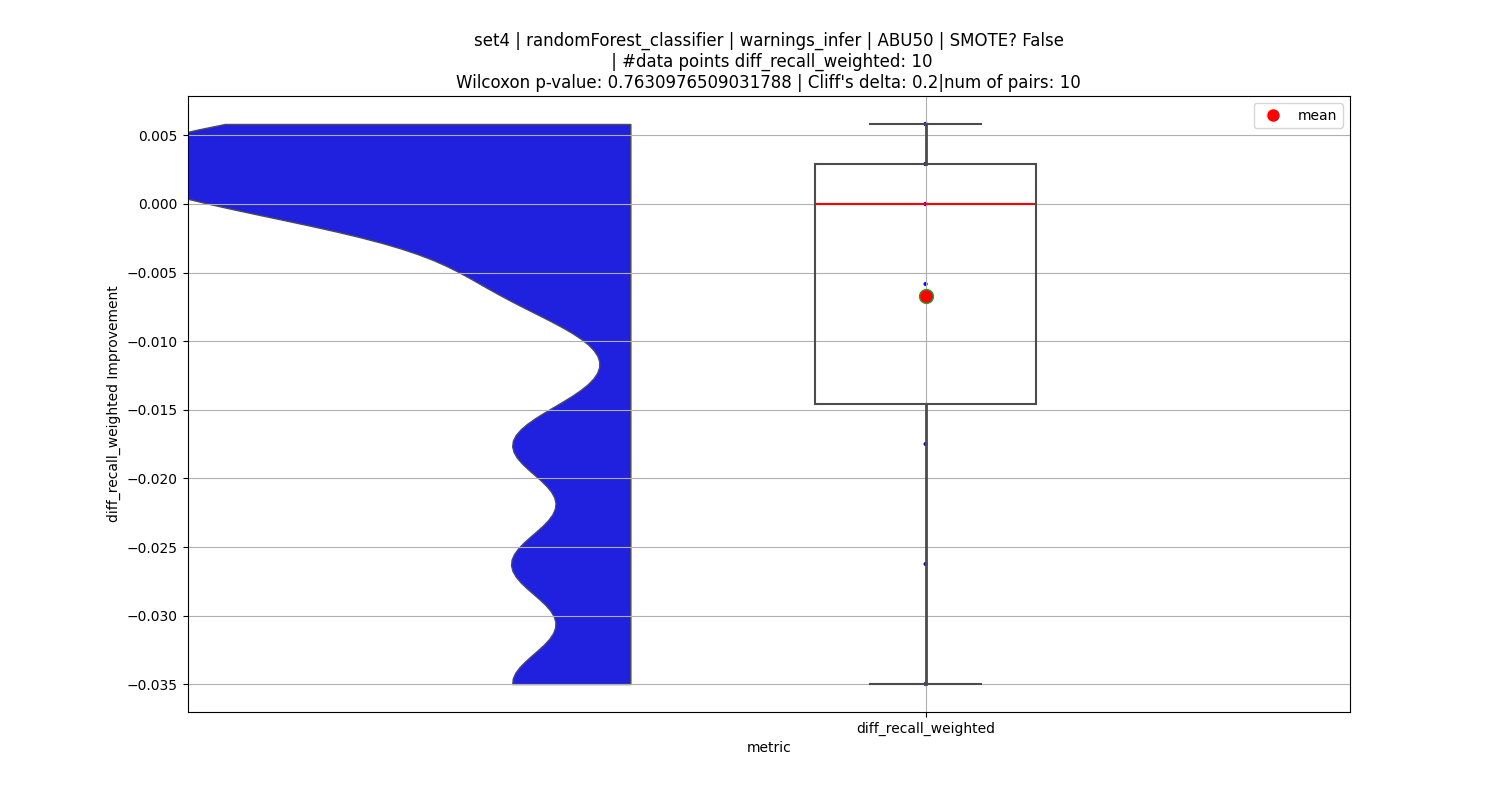 set4 | randomForest_classifier | warnings_infer | ABU50 | SMOTE? False
| #data points diff_recall_weighted: 10
Wilcoxon p-value: 0.7630976509031788 | Cliff's delta: 0.2|num of pairs: 10
mean
0.005
0.000
−0.005
−0.010
−0.015
−0.020
−0.025
−0.030
−0.035
diff_recall_weighted Improvement
diff_recall_weighted
metric